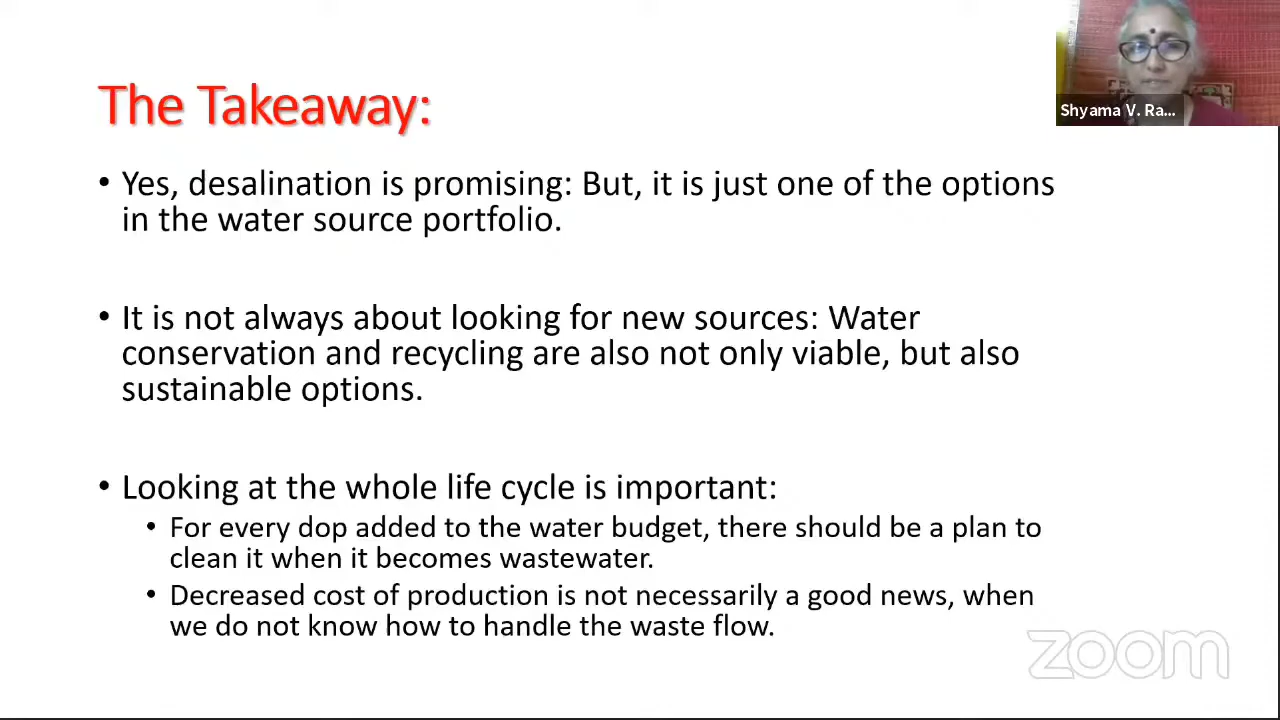 The Takeaway:
Shyama V. Ra...
• Yes, desalination is promising: But, it is just one of the options
in the water source portfolio.
• It is not always about looking for new sources: Water
conservation and recycling are also not only viable, but also
sustainable options.
• Looking at the whole life cycle is important:
• For every dop added to the water budget, there should be a plan to
clean it when it becomes wastewater.
• Decreased cost of production is not necessarily a good news, when
we do not know how to handle the waste flow.
zoom